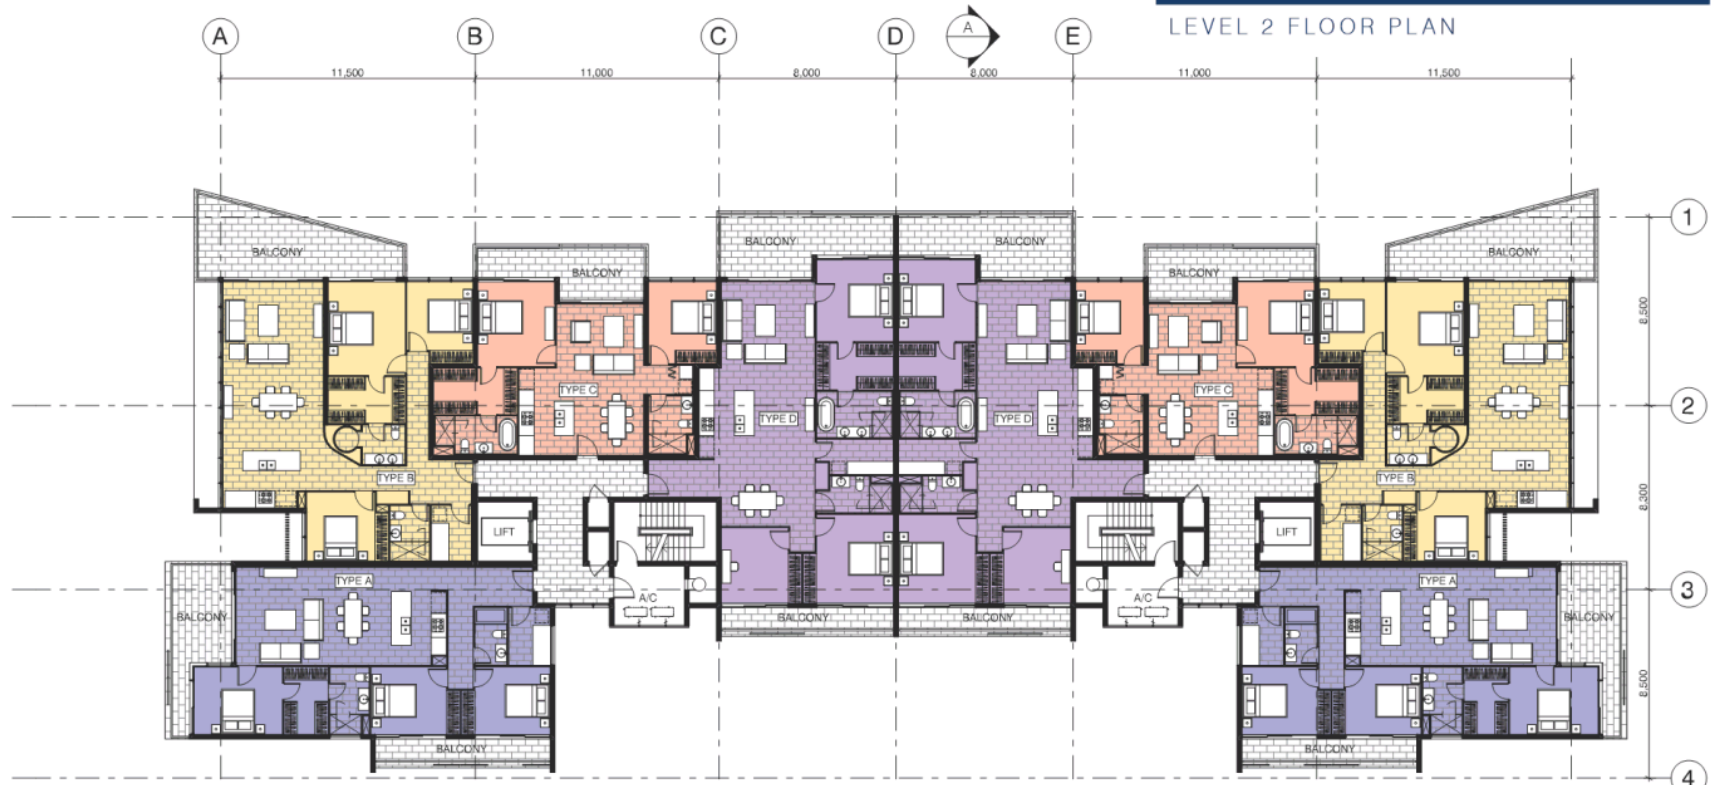 LEVEL 2 FLOOR PLAN
A B C D A E
11,500 11,000 8,000 8,000 11,000 11,500
1
BALCONY BALCONY BALCONY BALCONY BALCONY BALCONY
8,500
TYPE C TYPE D TYPE D TYPE C
2
TYPE B TYPE B
8,300
LIFT LIFT
TYPE A A/C A/C TYPE A
3
BALCONY BALCONY BALCONY BALCONY
8,500
BALCONY BALCONY
4